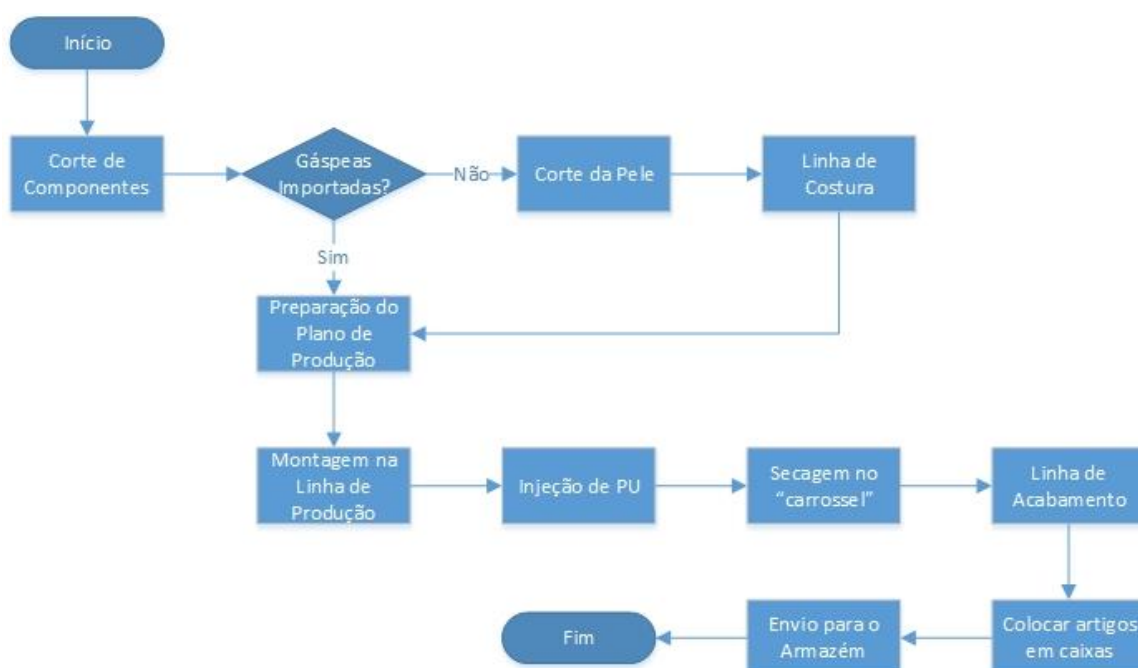 Início
Corte de
Componentes
Gáspeas
Importadas?
Não
Corte da Pele
Linha de
Costura
Sim
Preparação do
Plano de
Produção
Montagem na
Linha de
Produção
Injeção de PU
Secagem no
“carrossel”
Linha de
Acabamento
Colocar artigos
em caixas
Envio para o
Armazém
Fim